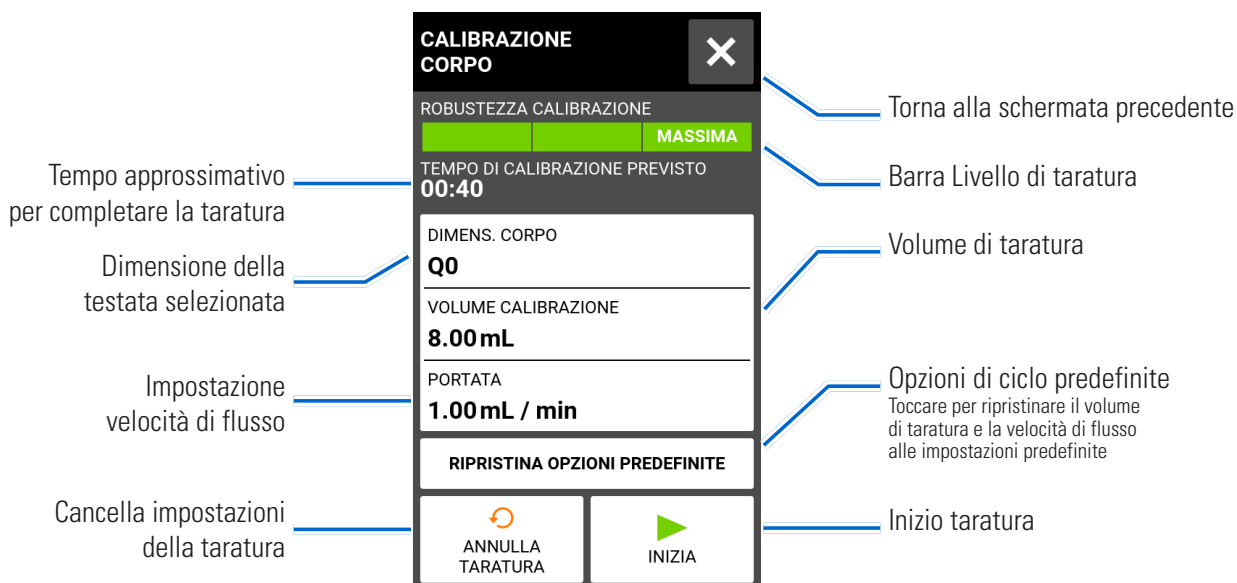 CALIBRAZIONE
CORPO
ROBUSTEZZA CALIBRAZIONE
MASSIMA
TEMPO DI CALIBRAZIONE PREVISTO
00:40
DIMENS. CORPO
Q0
VOLUME CALIBRAZIONE
8.00 mL
PORTATA
1.00 mL / min
RIPRISTINA OPZIONI PREDEFINITE
ANNULLA
TARATURA
INIZIA
Tempo approssimativo
per completare la taratura
Dimensione della
testata selezionata
Impostazione
velocità di flusso
Cancella impostazioni
della taratura
Torna alla schermata precedente
Barra Livello di taratura
Volume di taratura
Opzioni di ciclo predefinite
Toccare per ripristinare il volume
di taratura e la velocità di flusso
alle impostazioni predefinite
Inizio taratura